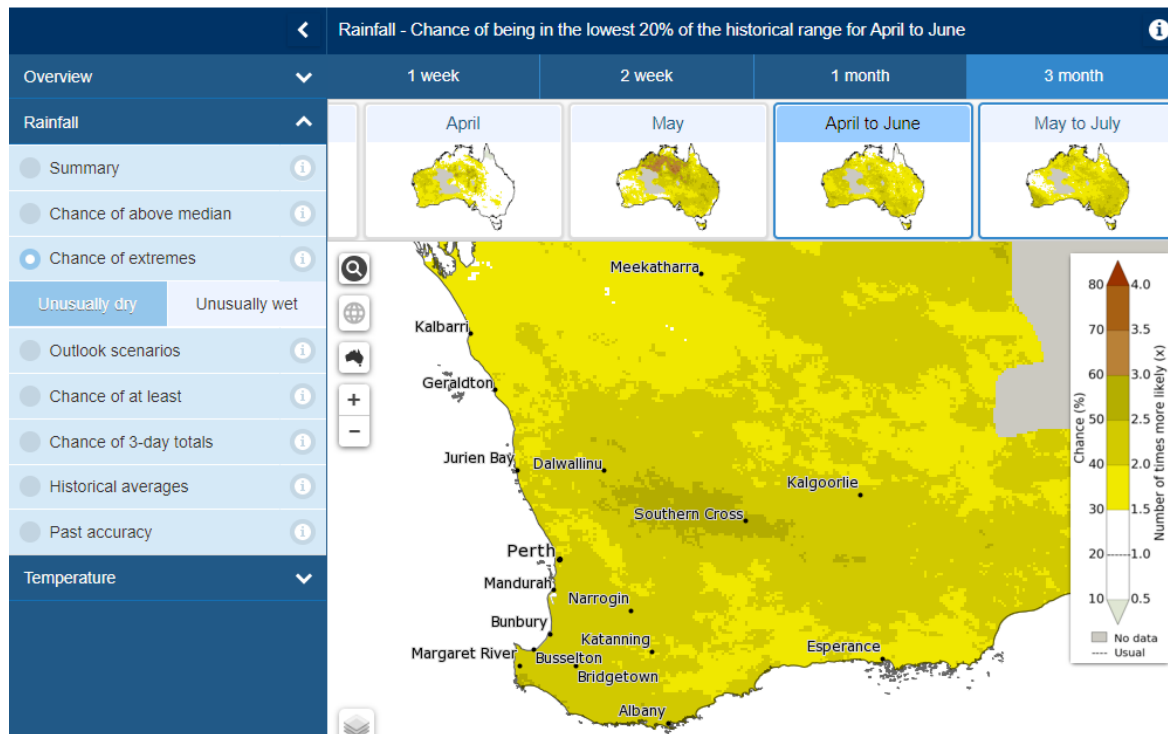 Rainfall - Chance of being in the lowest 20% of the historical range for April to June
Overview
Rainfall
Summary
Chance of above median
Chance of extremes
Unusually dry
Unusually wet
Outlook scenarios
Chance of at least
Chance of 3-day totals
Historical averages
Past accuracy
Temperature
1 week
2 week
1 month
3 month
April
May
April to June
May to July
Meekatharra
Kalbarri
Geraldton
Jurien Bay
Dalwallinu
Kalgoorlie
Southern Cross
Perth
Mandurah
Narrogin
Bunbury
Katanning
Margaret River
Busselton
Bridgetown
Esperance
Albany
+
−
Chance (%)
80
70
60
50
40
30
20
10
4.0
3.5
3.0
2.5
2.0
1.5
1.0
0.5
Number of times more likely (x)
No data
---- Usual